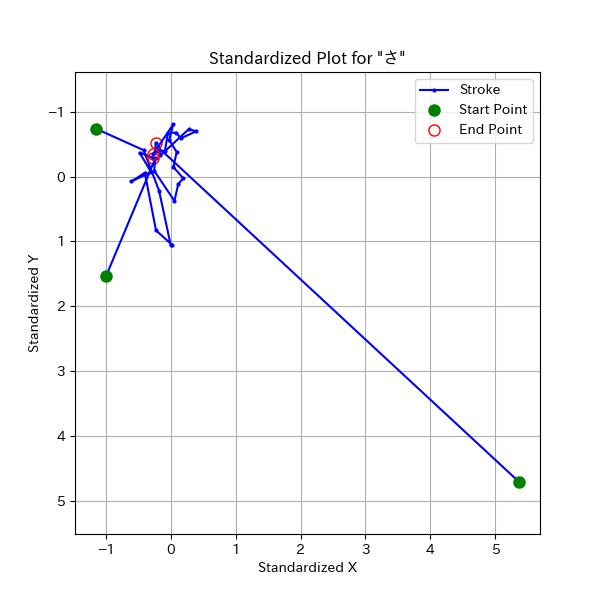 Standardized Plot for "さ"
Stroke
Start Point
End Point
−1
0
1
2
3
4
5
Standardized Y
−1 0 1 2 3 4 5
Standardized X